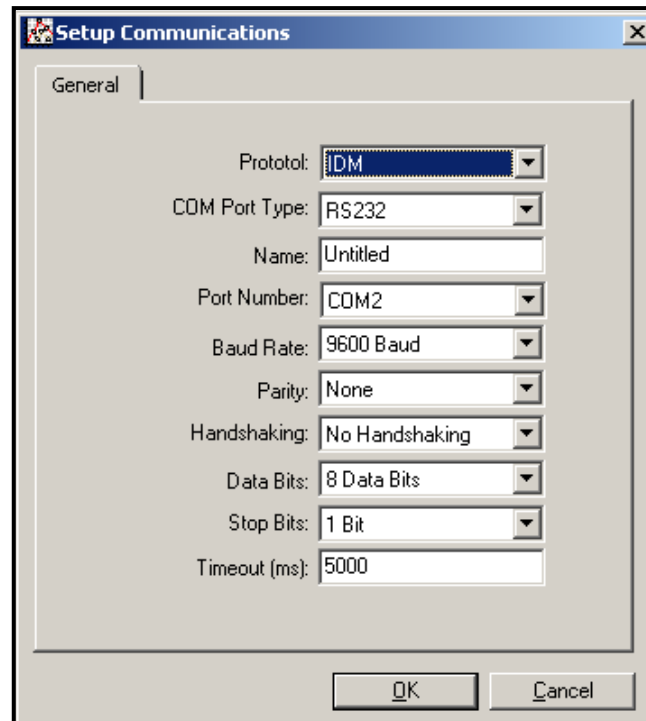 Setup Communications
General
Prototol: IDM
COM Port Type: RS232
Name: Untitled
Port Number: COM2
Baud Rate: 9600 Baud
Parity: None
Handshaking: No Handshaking
Data Bits: 8 Data Bits
Stop Bits: 1 Bit
Timeout (ms): 5000
OK Cancel